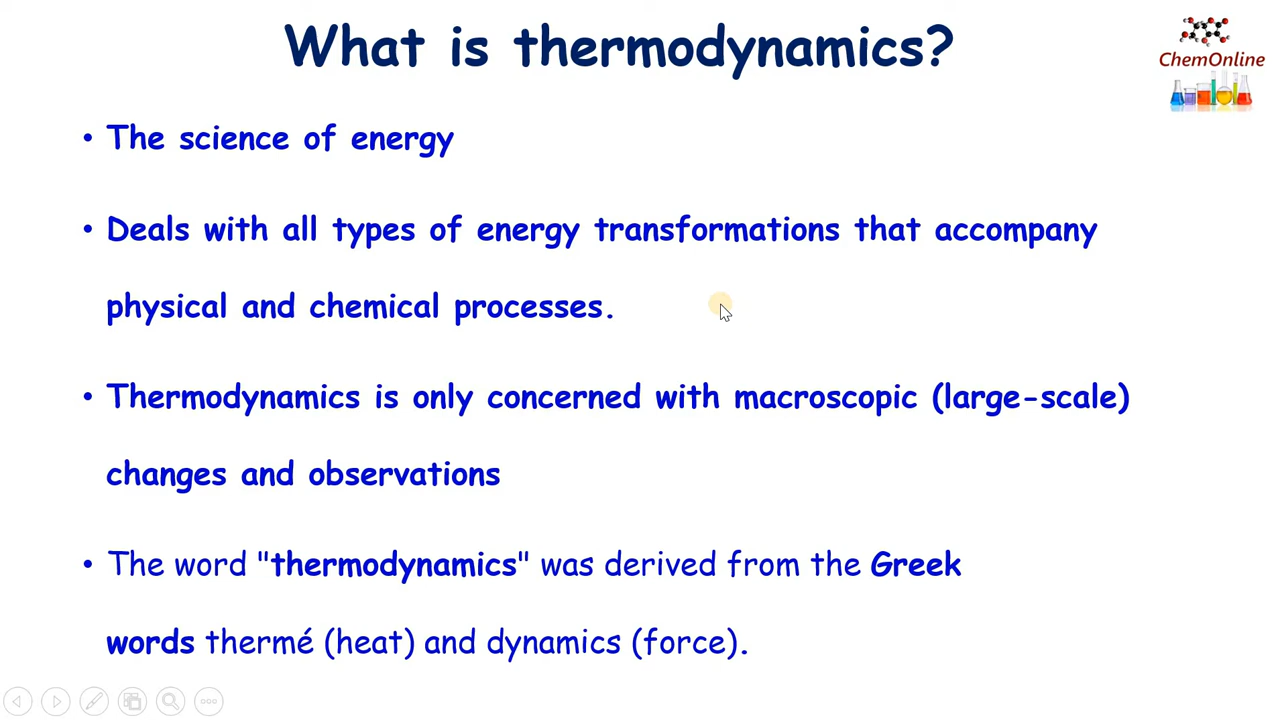 What is thermodynamics?
ChemOnline
• The science of energy
• Deals with all types of energy transformations that accompany
physical and chemical processes.
• Thermodynamics is only concerned with macroscopic (large-scale)
changes and observations
• The word "thermodynamics" was derived from the Greek
words thermé (heat) and dynamics (force).